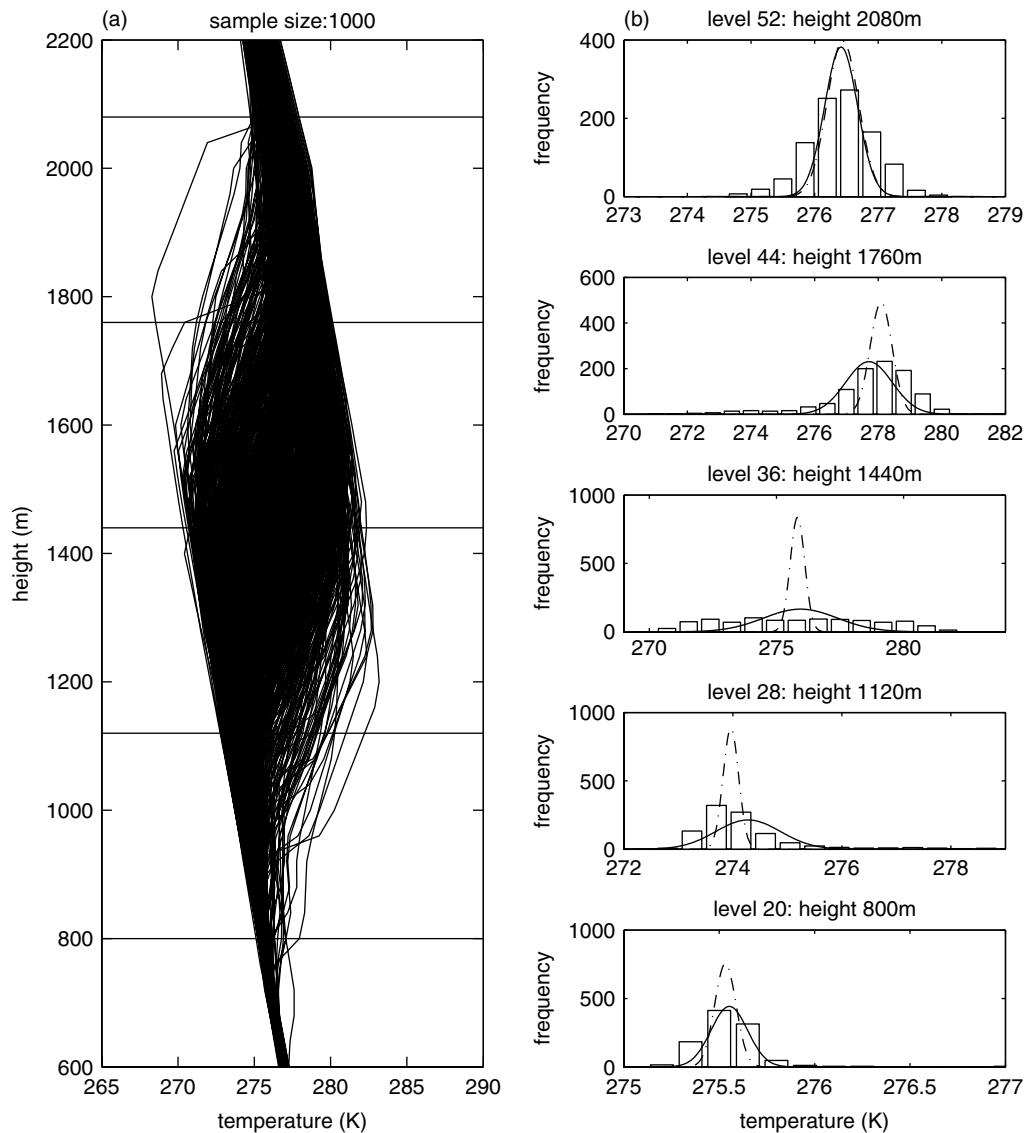 (a)
sample size:1000
2200
2000
1800
1600
1400
1200
1000
800
600
height (m)
265 270 275 280 285 290
temperature (K)
(b)
level 52: height 2080m
frequency
400
200
0
273 274 275 276 277 278 279
level 44: height 1760m
frequency
600
400
200
0
270 272 274 276 278 280 282
level 36: height 1440m
frequency
1000
500
0
270 275 280
level 28: height 1120m
frequency
1000
500
0
272 274 276 278
level 20: height 800m
frequency
1000
500
0
275 275.5 276 276.5 277
temperature (K)